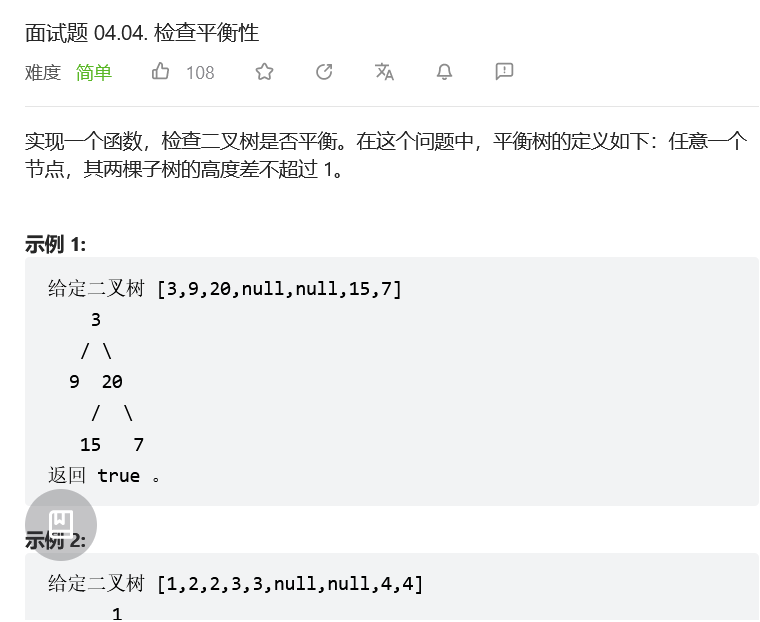 面试题 04.04. 检查平衡性
难度 简单 108
实现一个函数，检查二叉树是否平衡。在这个问题中，平衡树的定义如下：任意一个
节点，其两棵子树的高度差不超过 1。
示例 1:
给定二叉树 [3,9,20,null,null,15,7]
3
/ \
9 20
/ \
15 7
返回 true 。
示例 2:
给定二叉树 [1,2,2,3,3,null,null,4,4]
1